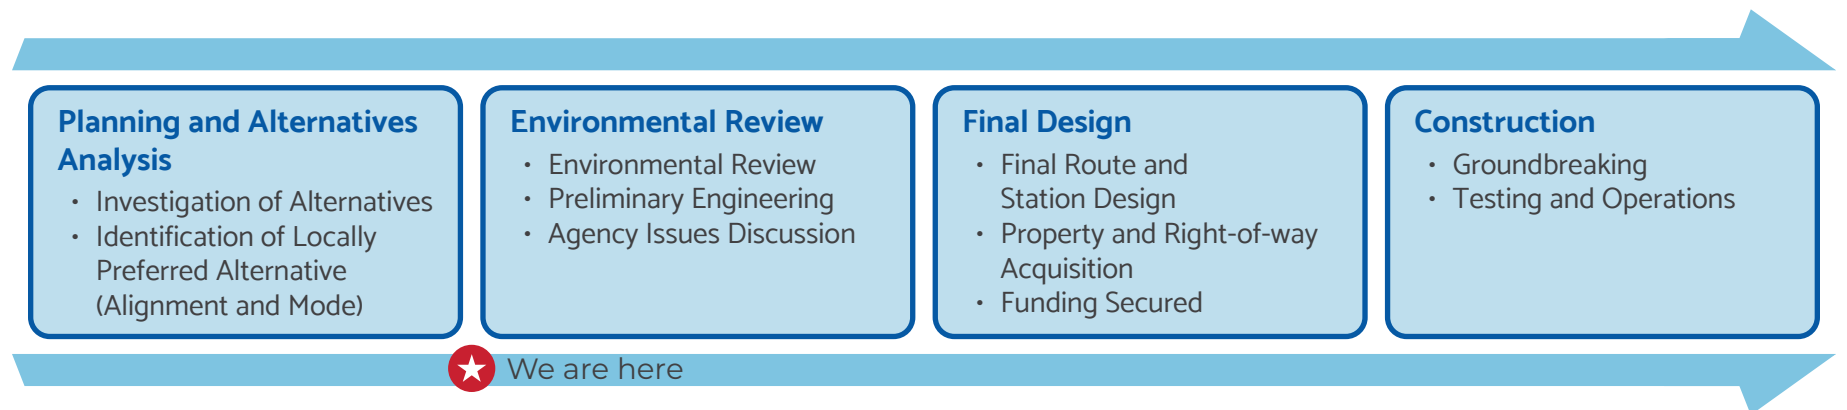 Planning and Alternatives
Analysis
• Investigation of Alternatives
• Identification of Locally
Preferred Alternative
(Alignment and Mode)
Environmental Review
• Environmental Review
• Preliminary Engineering
• Agency Issues Discussion
Final Design
• Final Route and
Station Design
• Property and Right-of-way
Acquisition
• Funding Secured
Construction
• Groundbreaking
• Testing and Operations
We are here